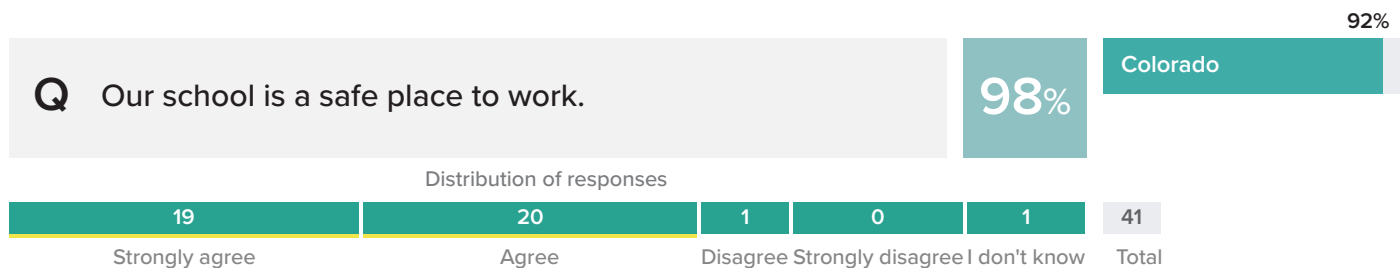 92%
Q Our school is a safe place to work.
98%
Colorado
Distribution of responses
19 20 1 0 1 41
Strongly agree Agree Disagree Strongly disagree I don't know Total